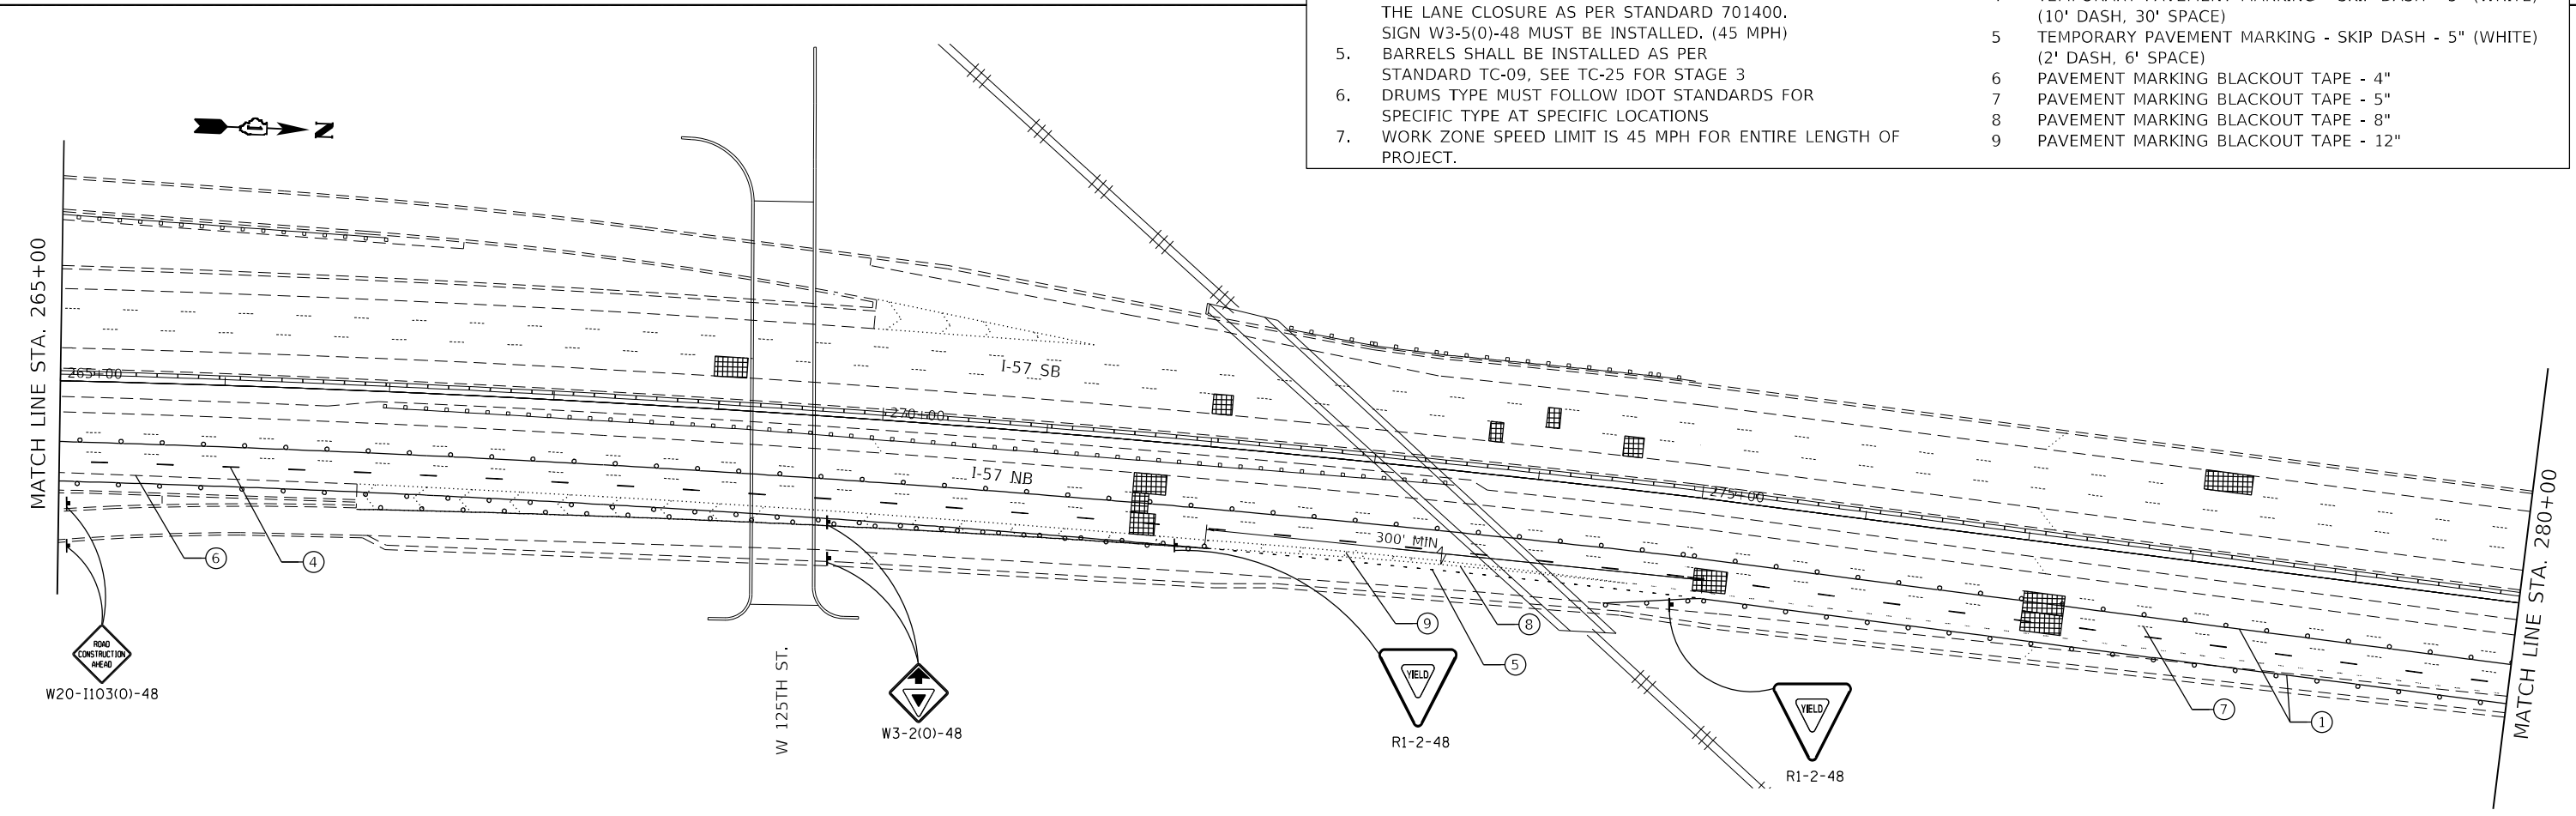 THE LANE CLOSURE AS PER STANDARD 701400.
SIGN W3-5(0)-48 MUST BE INSTALLED. (45 MPH)
5. BARRELS SHALL BE INSTALLED AS PER
STANDARD TC-09, SEE TC-25 FOR STAGE 3
6. DRUMS TYPE MUST FOLLOW IDOT STANDARDS FOR
SPECIFIC TYPE AT SPECIFIC LOCATIONS
7. WORK ZONE SPEED LIMIT IS 45 MPH FOR ENTIRE LENGTH OF
PROJECT.
(10' DASH, 30' SPACE)
5 TEMPORARY PAVEMENT MARKING - SKIP DASH - 5" (WHITE)
(2' DASH, 6' SPACE)
6 PAVEMENT MARKING BLACKOUT TAPE - 4"
7 PAVEMENT MARKING BLACKOUT TAPE - 5"
8 PAVEMENT MARKING BLACKOUT TAPE - 8"
9 PAVEMENT MARKING BLACKOUT TAPE - 12"
N
MATCH LINE STA. 265+00
265+00
I-57 SB
270+00
I-57 NB
275+00
300' MIN
MATCH LINE STA. 280+00
6
4
9
8
5
7
1
ROAD
CONSTRUCTION
AHEAD
W20-I103(0)-48
W 125TH ST.
W3-2(0)-48
YIELD
R1-2-48
YIELD
R1-2-48